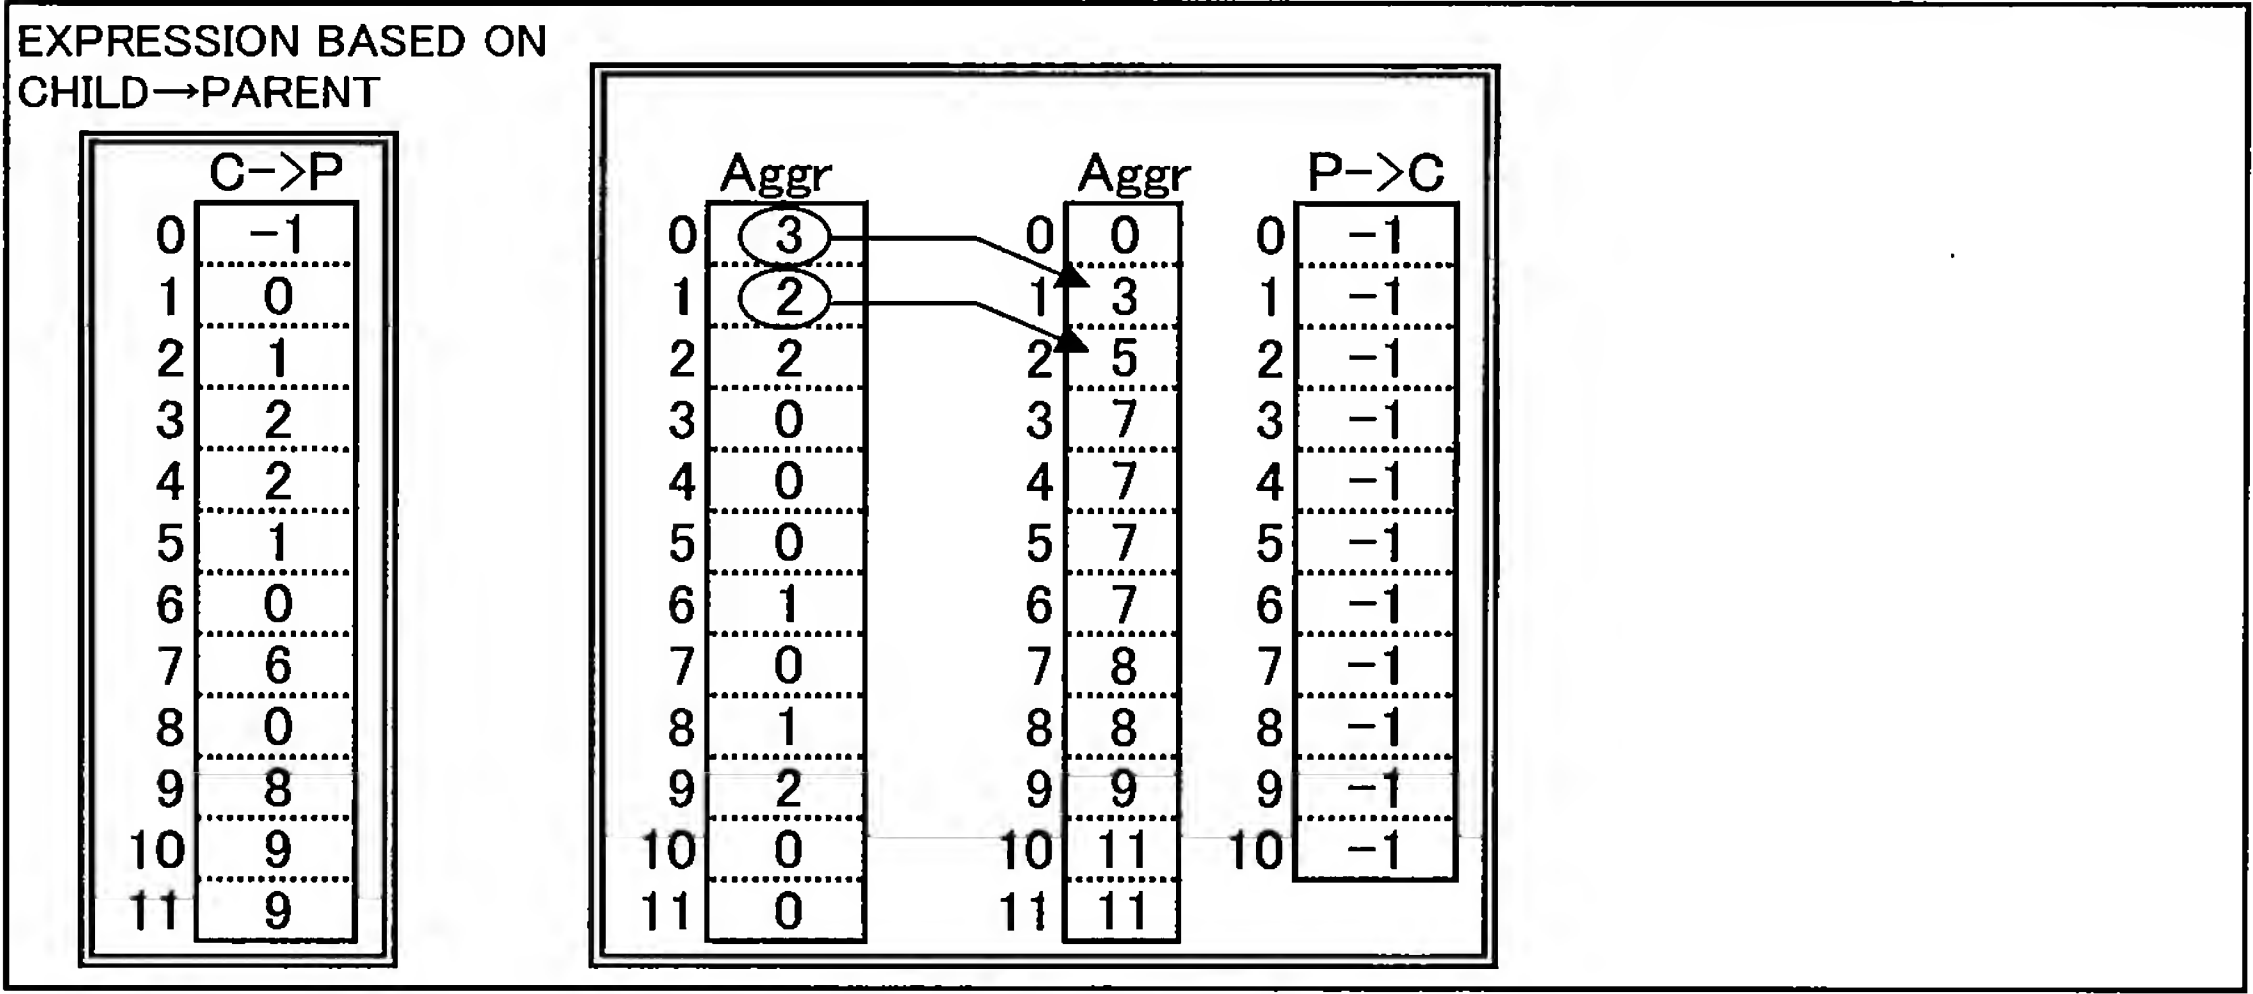 EXPRESSION BASED ON
CHILD→PARENT
C->P
0 -1
1 0
2 1
3 2
4 2
5 1
6 0
7 6
8 0
9 8
10 9
11 9
Aggr Aggr P->C
0 3 0 0 0 -1
1 2 1 3 1 -1
2 2 2 5 2 -1
3 0 3 7 3 -1
4 0 4 7 4 -1
5 0 5 7 5 -1
6 1 6 7 6 -1
7 0 7 8 7 -1
8 1 8 8 8 -1
9 2 9 9 9 -1
10 0 10 11 10 -1
11 0 11 11